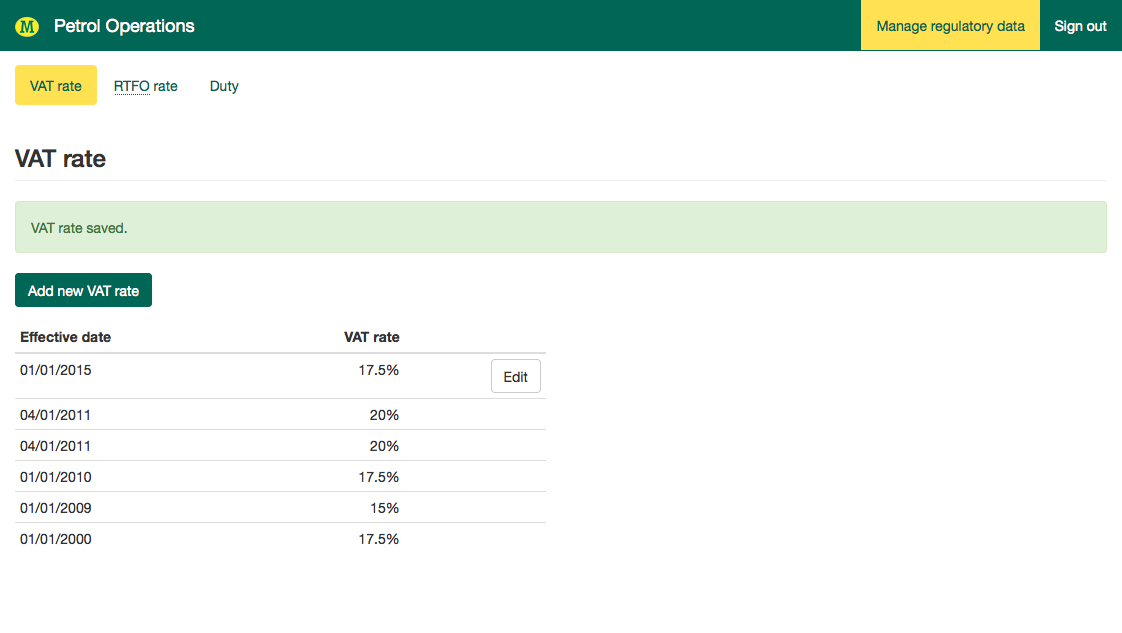 M Petrol Operations Manage regulatory data Sign out
VAT rate RTFO rate Duty
VAT rate
VAT rate saved.
Add new VAT rate
Effective date VAT rate
01/01/2015 17.5% Edit
04/01/2011 20%
04/01/2011 20%
01/01/2010 17.5%
01/01/2009 15%
01/01/2000 17.5%